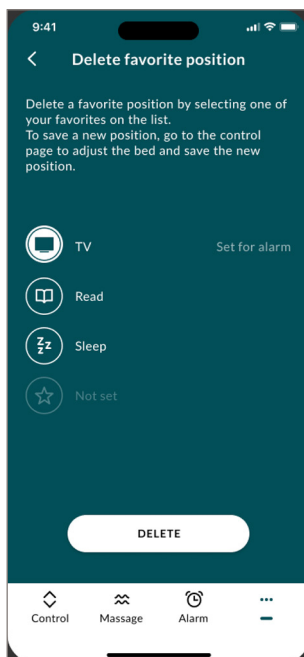 9:41
Delete favorite position
Delete a favorite position by selecting one of
your favorites on the list.
To save a new position, go to the control
page to adjust the bed and save the new
position.
TV Set for alarm
Read
Zzz Sleep
Not set
DELETE
Control Massage Alarm